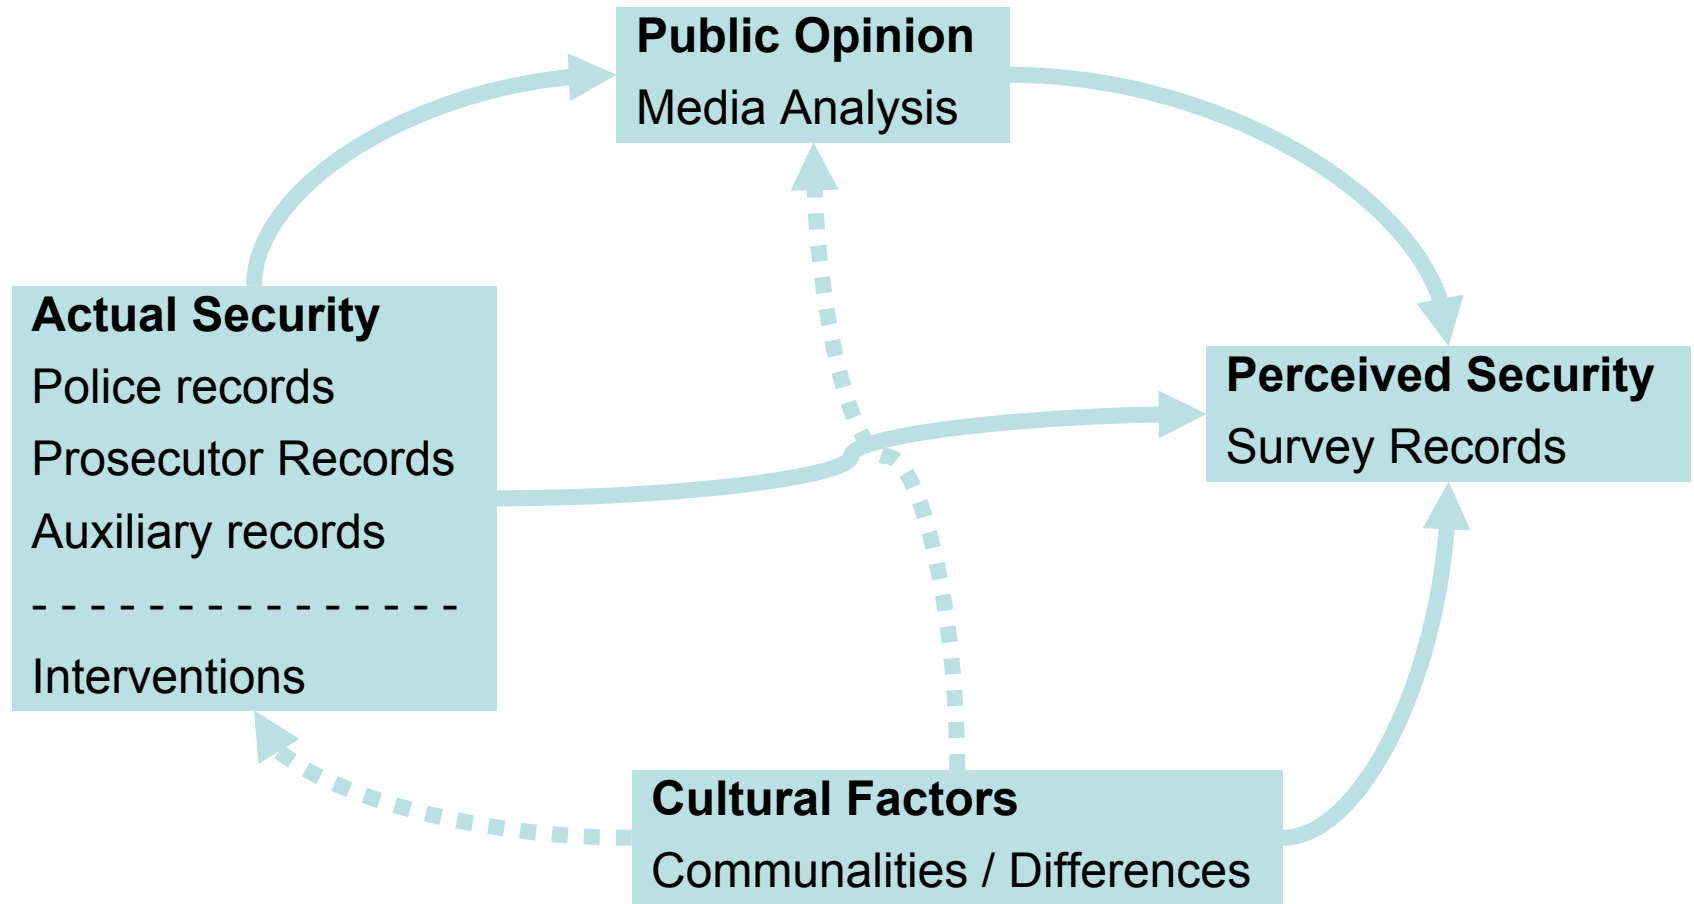 Public Opinion
Media Analysis
Actual Security
Police records
Prosecutor Records
Auxiliary records
- - - - - - - - - - - - - - -
Interventions
Perceived Security
Survey Records
Cultural Factors
Communalities / Differences